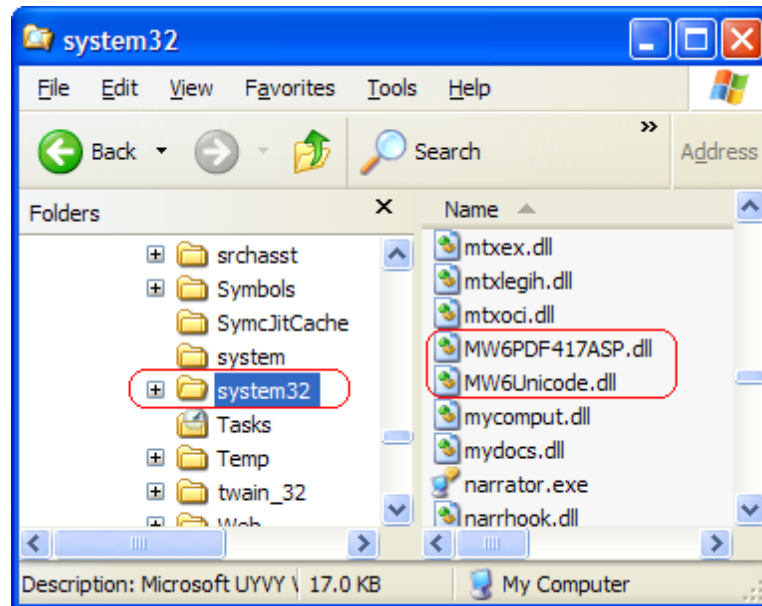 system32
File Edit View Favorites Tools Help
Back Search » Address
Folders × Name
srchasst
Symbols
SymcJitCache
system
system32
Tasks
Temp
twain_32
Web
mtxex.dll
mtxlegih.dll
mtxoci.dll
MW6PDF417ASP.dll
MW6Unicode.dll
mycomput.dll
mydocs.dll
narrator.exe
narrhook.dll
Description: Microsoft UYVY 17.0 KB My Computer